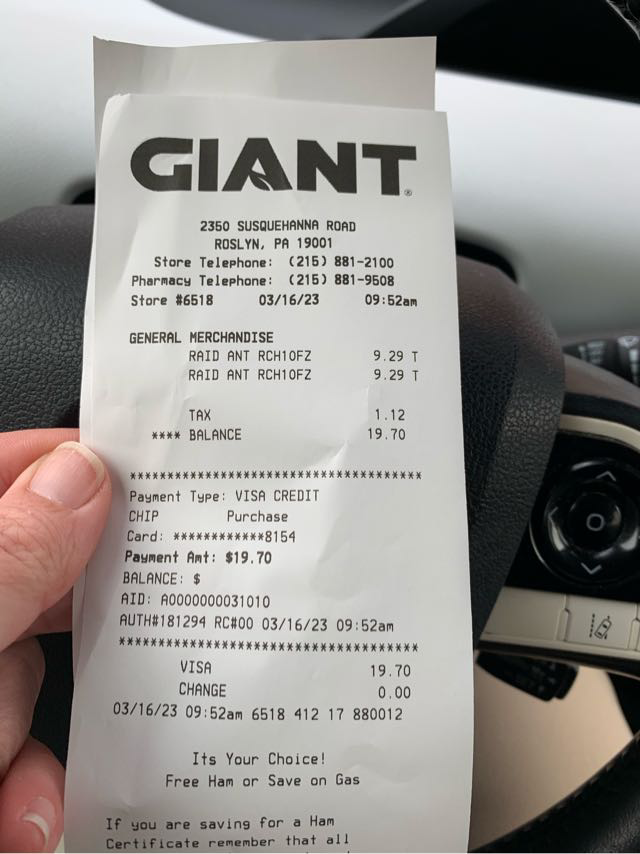 GIANT®
2350 SUSQUEHANNA ROAD
ROSLYN, PA 19001
Store Telephone: (215) 881-2100
Pharmacy Telephone: (215) 881-9508
Store #6518 03/16/23 09:52am
GENERAL MERCHANDISE
RAID ANT RCH10FZ 9.29 T
RAID ANT RCH10FZ 9.29 T
TAX 1.12
**** BALANCE 19.70
****************************************
Payment Type: VISA CREDIT
CHIP Purchase
Card: ************8154
Payment Amt: $19.70
BALANCE: $
AID: A0000000031010
AUTH#181294 RC#00 03/16/23 09:52am
****************************************
VISA 19.70
CHANGE 0.00
03/16/23 09:52am 6518 412 17 880012
Its Your Choice!
Free Ham or Save on Gas
If you are saving for a Ham
Certificate remember that all